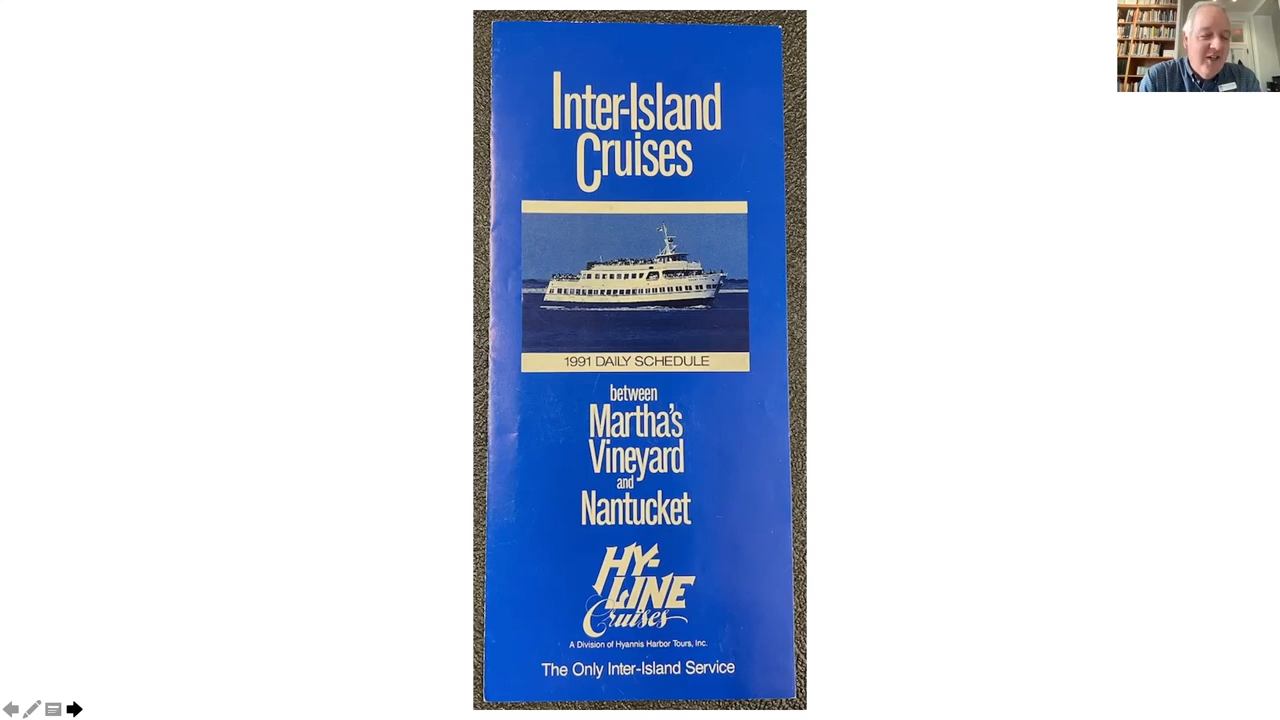 Inter-Island
Cruises
1991 DAILY SCHEDULE
between
Martha's
Vineyard
and
Nantucket
HY-
LINE
Cruises
A Division of Hyannis Harbor Tours, Inc.
The Only Inter-Island Service